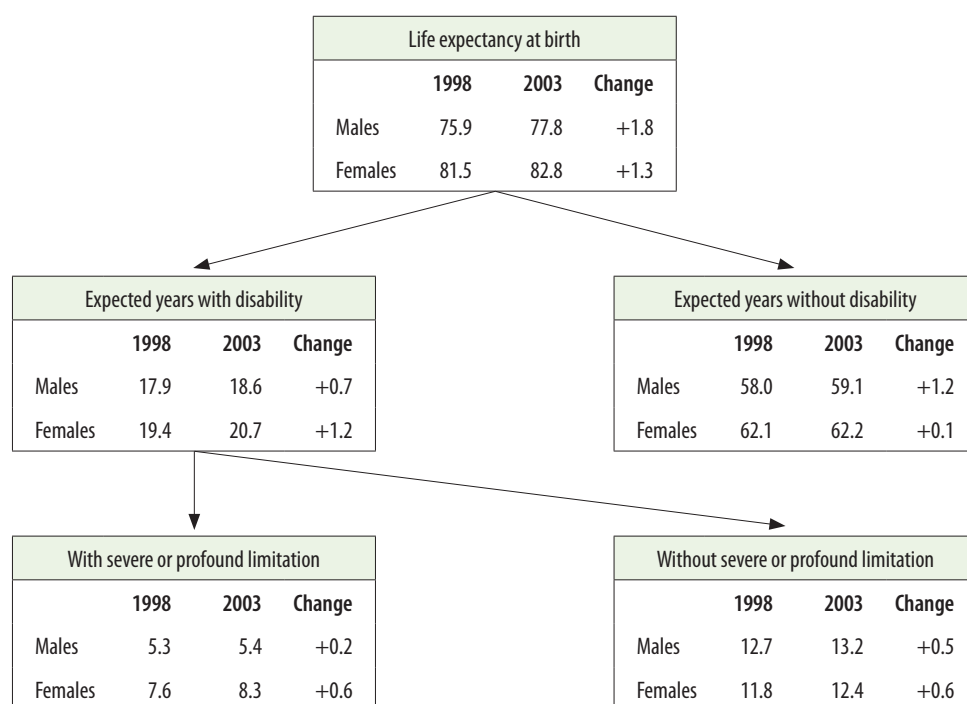 Life expectancy at birth
1998 2003 Change
Males 75.9 77.8 +1.8
Females 81.5 82.8 +1.3
Expected years with disability
1998 2003 Change
Males 17.9 18.6 +0.7
Females 19.4 20.7 +1.2
Expected years without disability
1998 2003 Change
Males 58.0 59.1 +1.2
Females 62.1 62.2 +0.1
With severe or profound limitation
1998 2003 Change
Males 5.3 5.4 +0.2
Females 7.6 8.3 +0.6
Without severe or profound limitation
1998 2003 Change
Males 12.7 13.2 +0.5
Females 11.8 12.4 +0.6